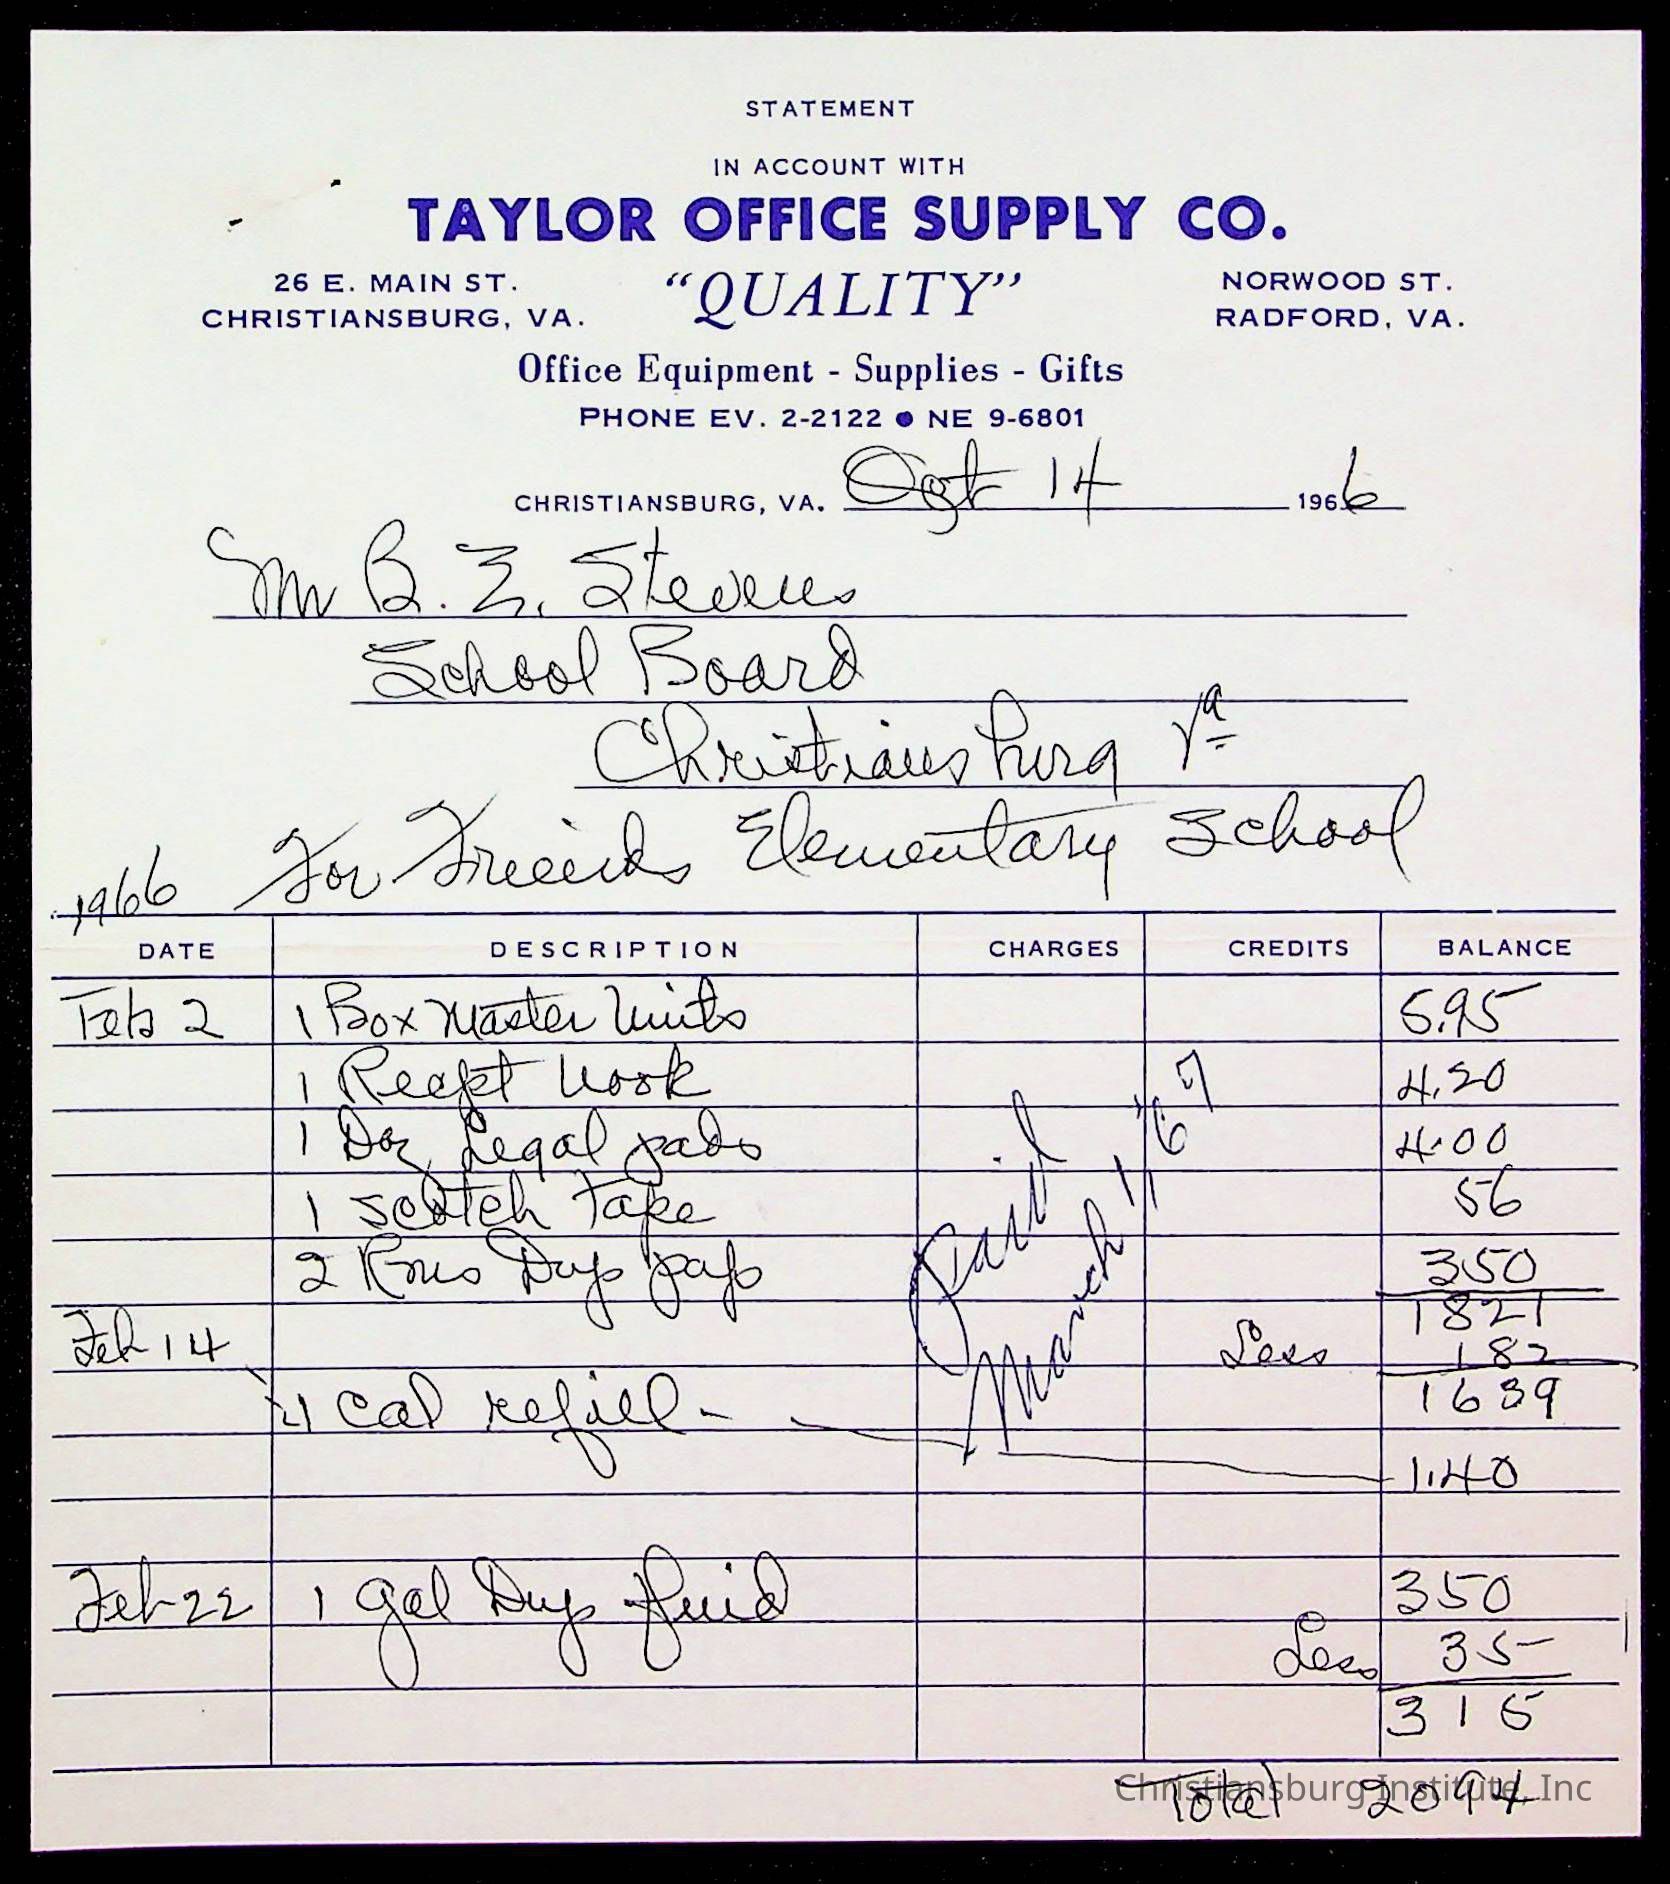 STATEMENT
IN ACCOUNT WITH
TAYLOR OFFICE SUPPLY CO.
26 E. MAIN ST. "QUALITY" NORWOOD ST.
CHRISTIANSBURG, VA. RADFORD, VA.
Office Equipment - Supplies - Gifts
PHONE EV. 2-2122 ● NE 9-6801
CHRISTIANSBURG, VA. Oct 14 1966
Mr B. Z. Stevens
School Board
Christiansburg Va
For Friends Elementary School
1966
DATE DESCRIPTION CHARGES CREDITS BALANCE
Feb 2 1 Box Master Units 5.95
1 Book 4.20
1 Doz Legal pads 4.00
1 Scotch Tape 56
2 Rms Dup pap 350
1821
Feb 14 Less 182
1 Cal refill - 1639
1.40
Paid
March 1, '67
Feb 22 1 gal Dup fluid 350
Less 35
315
Total 2094
Christiansburg Institute, Inc